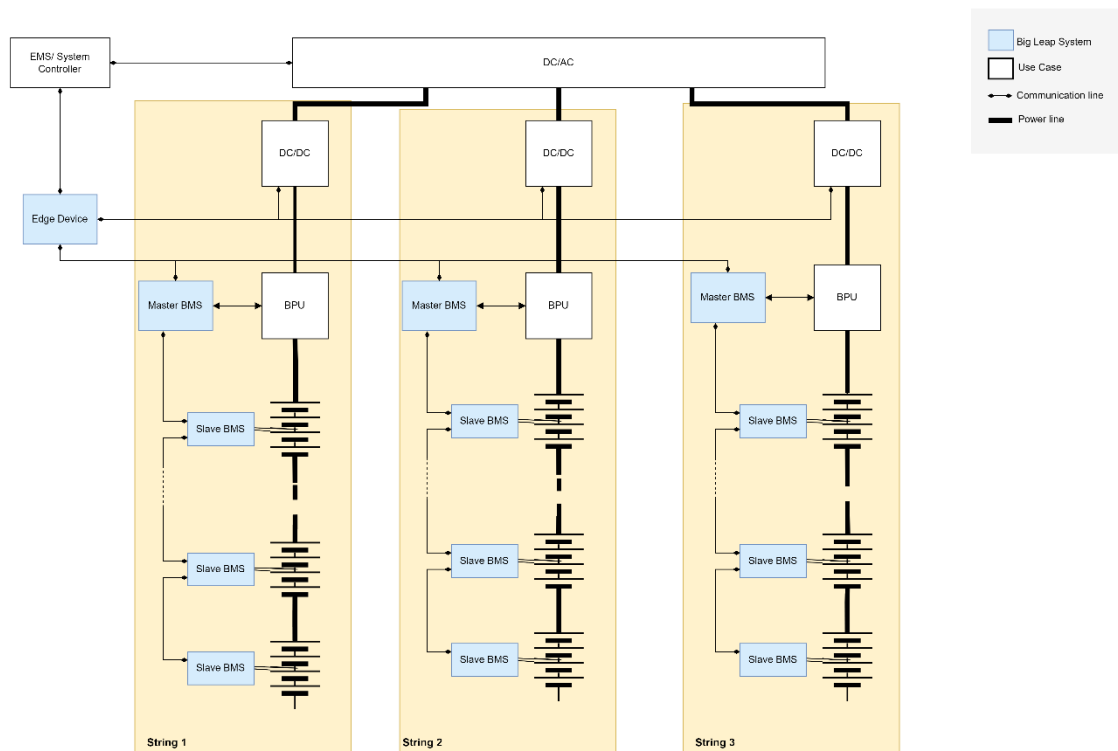 EMS/ System
Controller
DC/AC
Big Leap System
Use Case
Communication line
Power line
DC/DC
DC/DC
DC/DC
Edge Device
Master BMS
BPU
Master BMS
BPU
Master BMS
BPU
Slave BMS
Slave BMS
Slave BMS
Slave BMS
Slave BMS
Slave BMS
Slave BMS
Slave BMS
Slave BMS
String 1
String 2
String 3